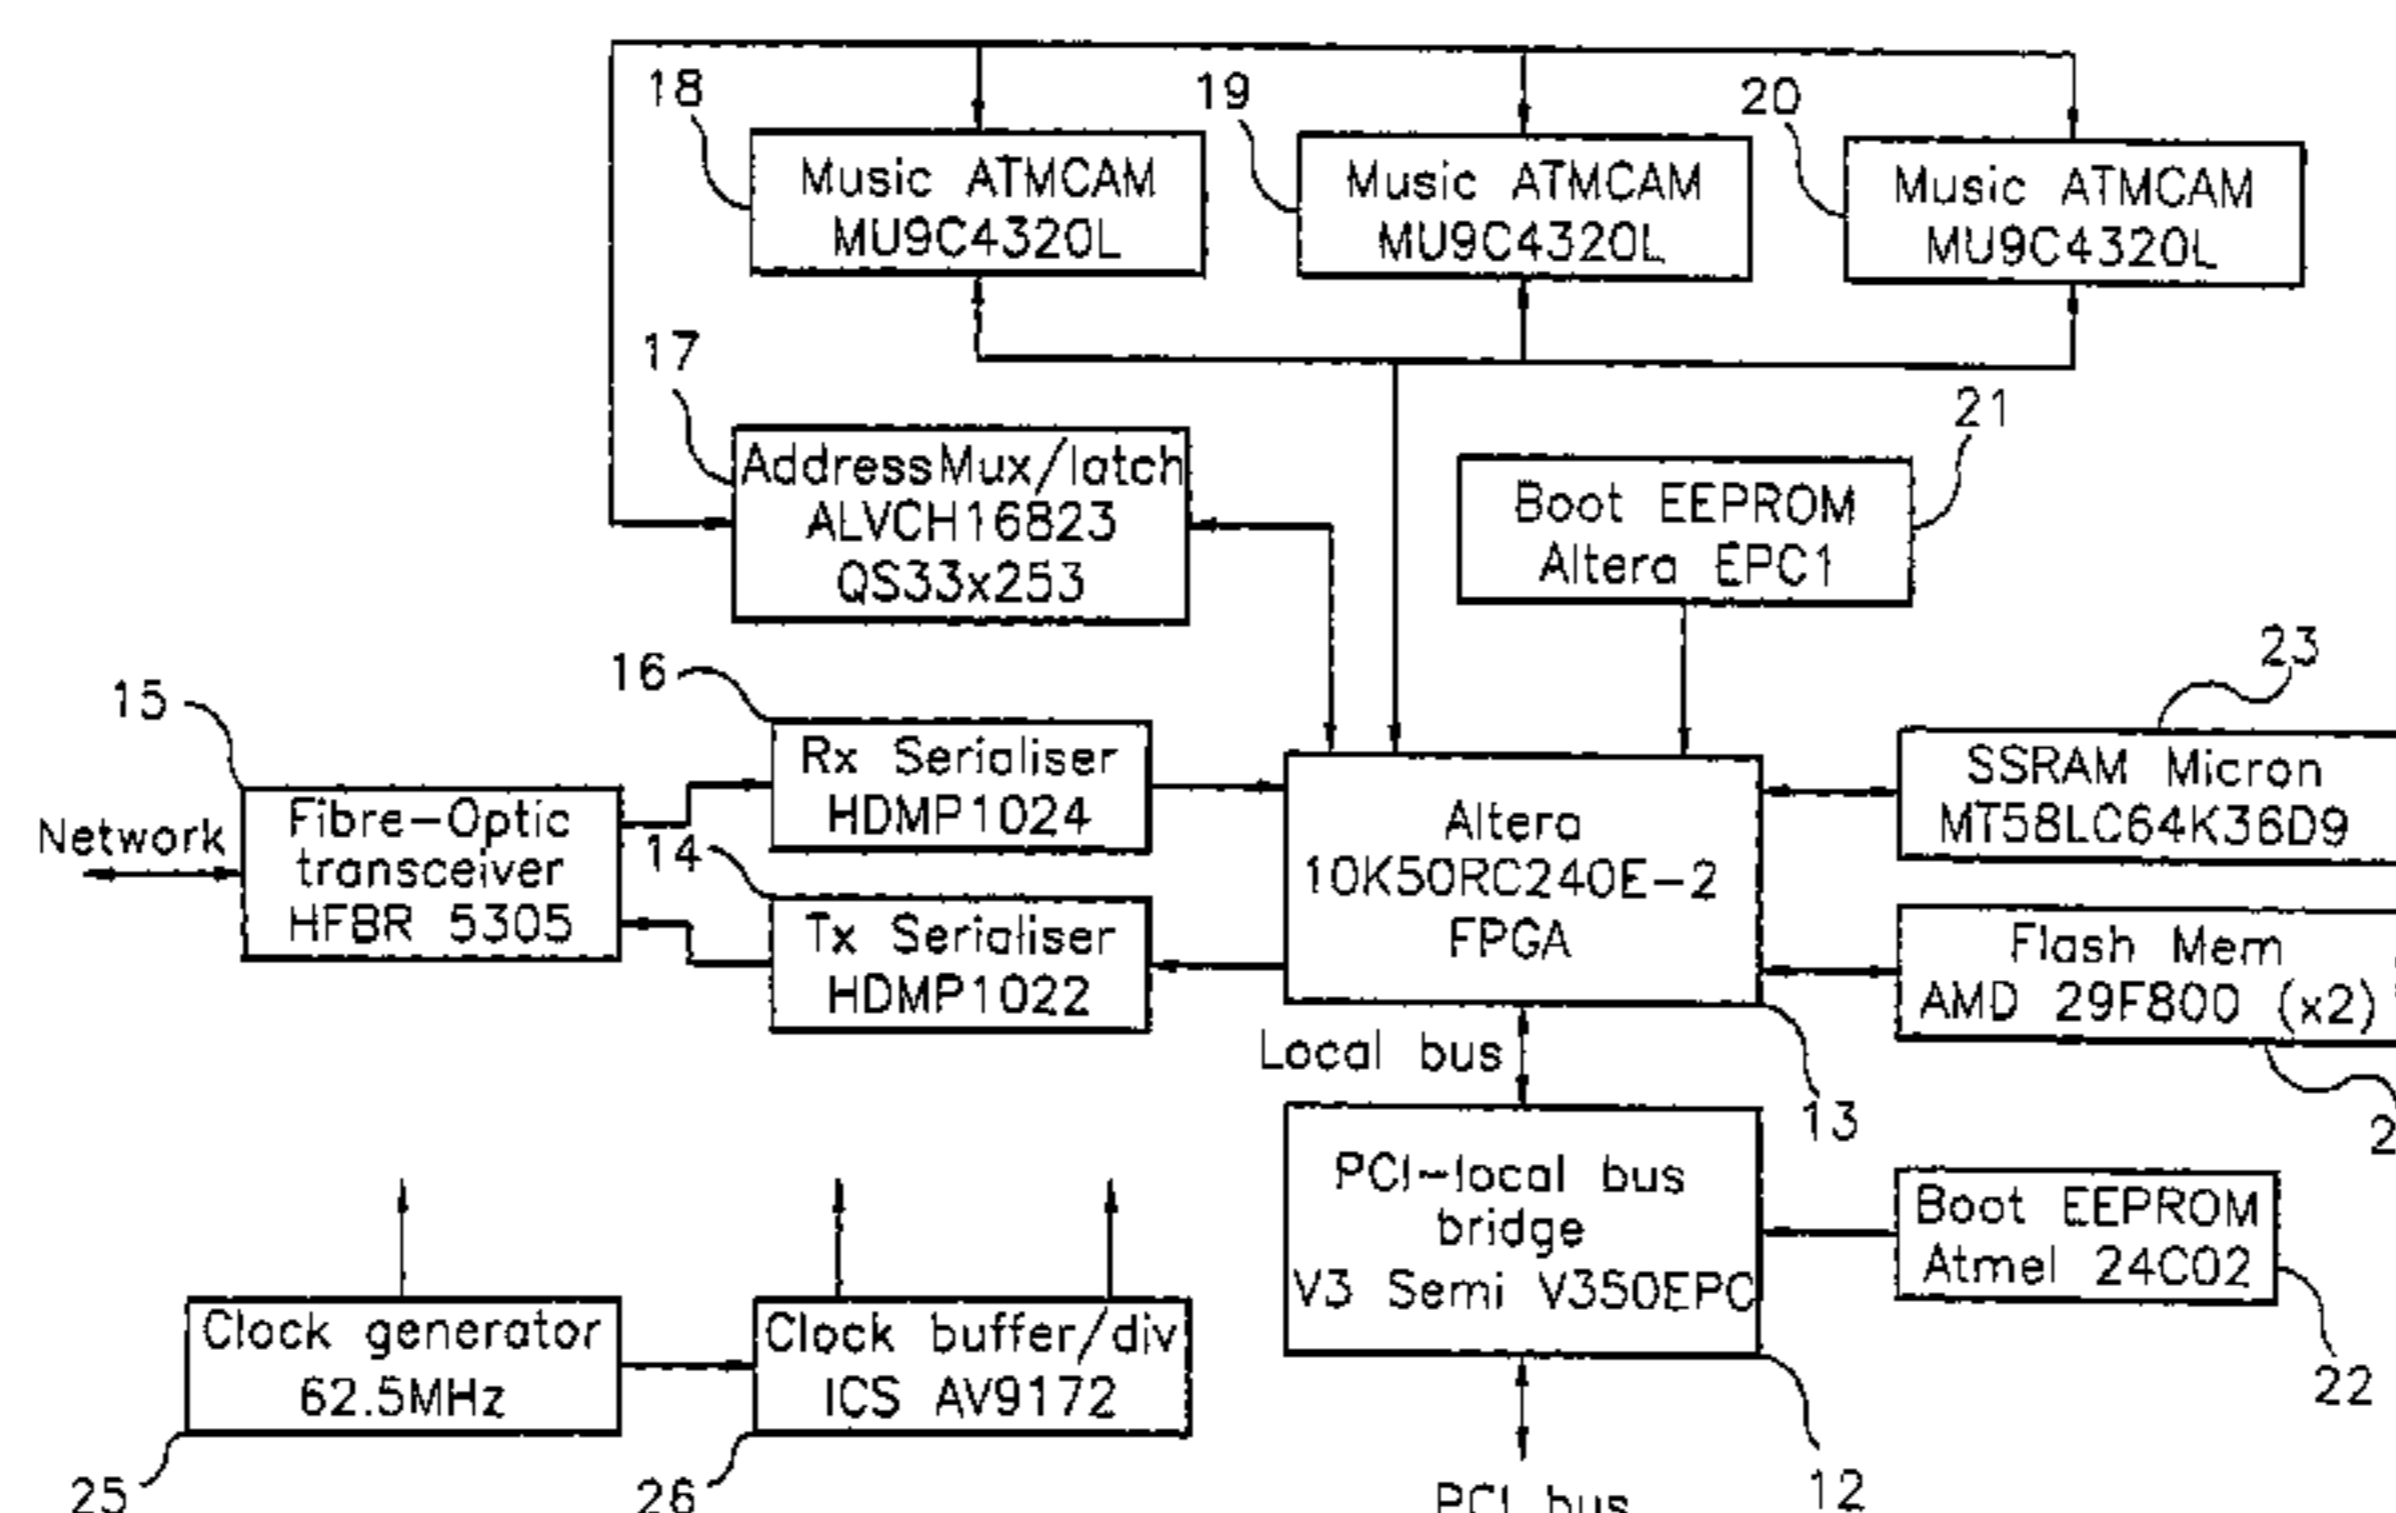 18
19
20
Music ATMCAM
MU9C4320L
Music ATMCAM
MU9C4320L
Music ATMCAM
MU9C4320L
17
21
AddressMux/latch
ALVCH16823
QS33x253
Boot EEPROM
Altera EPC1
15
16
23
Network
Fibre-Optic
transceiver
HFBR 5305
Rx Serialiser
HDMP1024
14
Tx Serialiser
HDMP1022
Altera
10K50RC240E-2
FPGA
SSRAM Micron
MT58LC64K36D9
Flash Mem
AMD 29F800 (x2)
Local bus
13
PCI-local bus
bridge
V3 Semi V350EPC
Boot EEPROM
Atmel 24C02
22
Clock generator
62.5MHz
Clock buffer/div
ICS AV9172
25
26
12
PCI bus